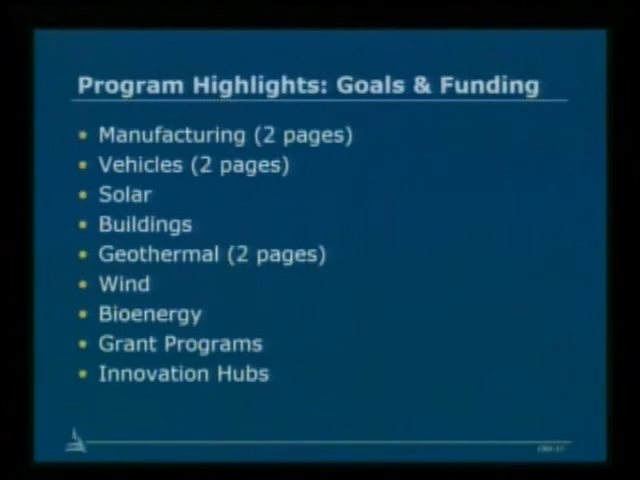 Program Highlights: Goals & Funding
• Manufacturing (2 pages)
• Vehicles (2 pages)
• Solar
• Buildings
• Geothermal (2 pages)
• Wind
• Bioenergy
• Grant Programs
• Innovation Hubs